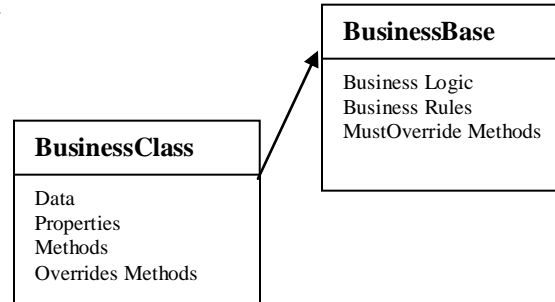 BusinessBase
Business Logic
Business Rules
MustOverride Methods
BusinessClass
Data
Properties
Methods
Overrides Methods